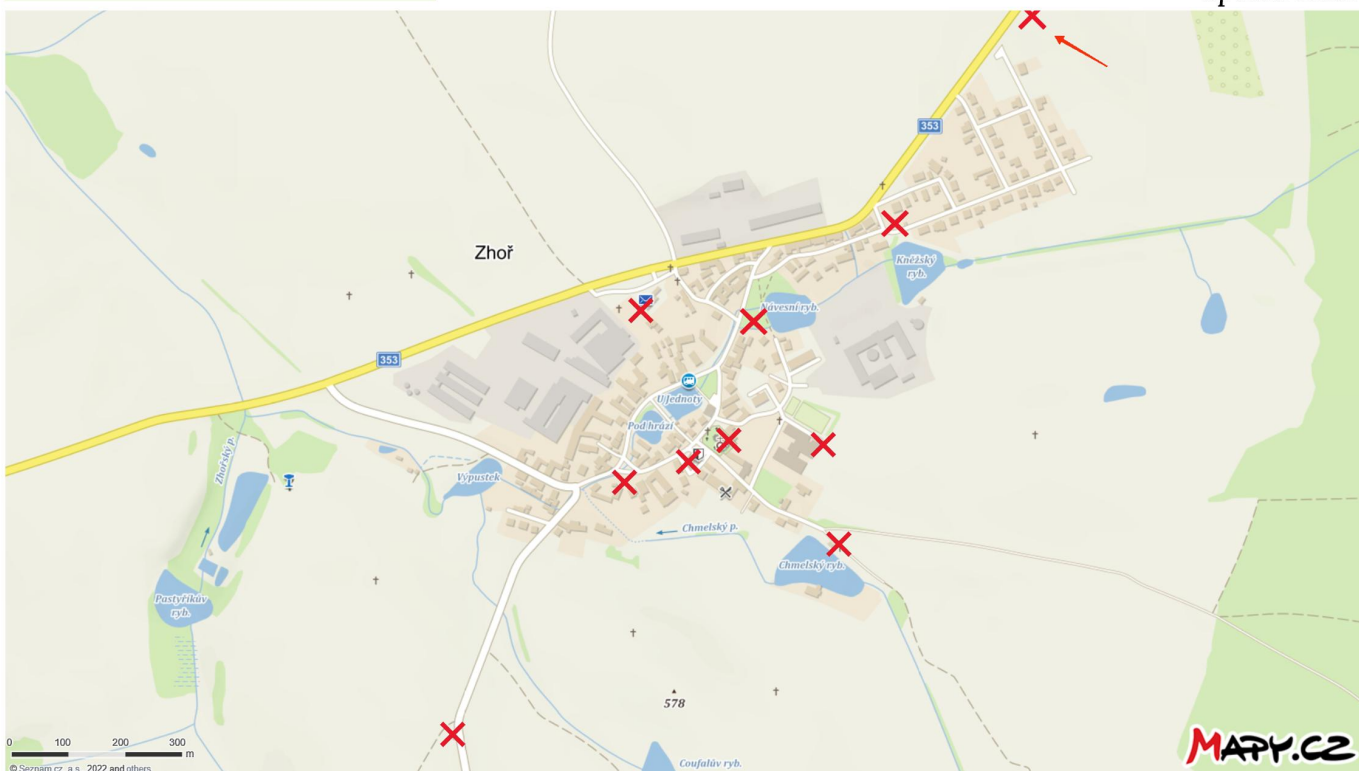 353
Zhoř
Kněžský
ryb.
Návesní ryb.
353
U Jednoty
Pod hrází
Zhořský p.
Výpustek
Chmelský p.
Chmelský ryb.
Pastyříkův
ryb.
578
0 100 200 300
m
Coufalův ryb.
© Seznam.cz, a.s., 2022 and others
MAPY.CZ